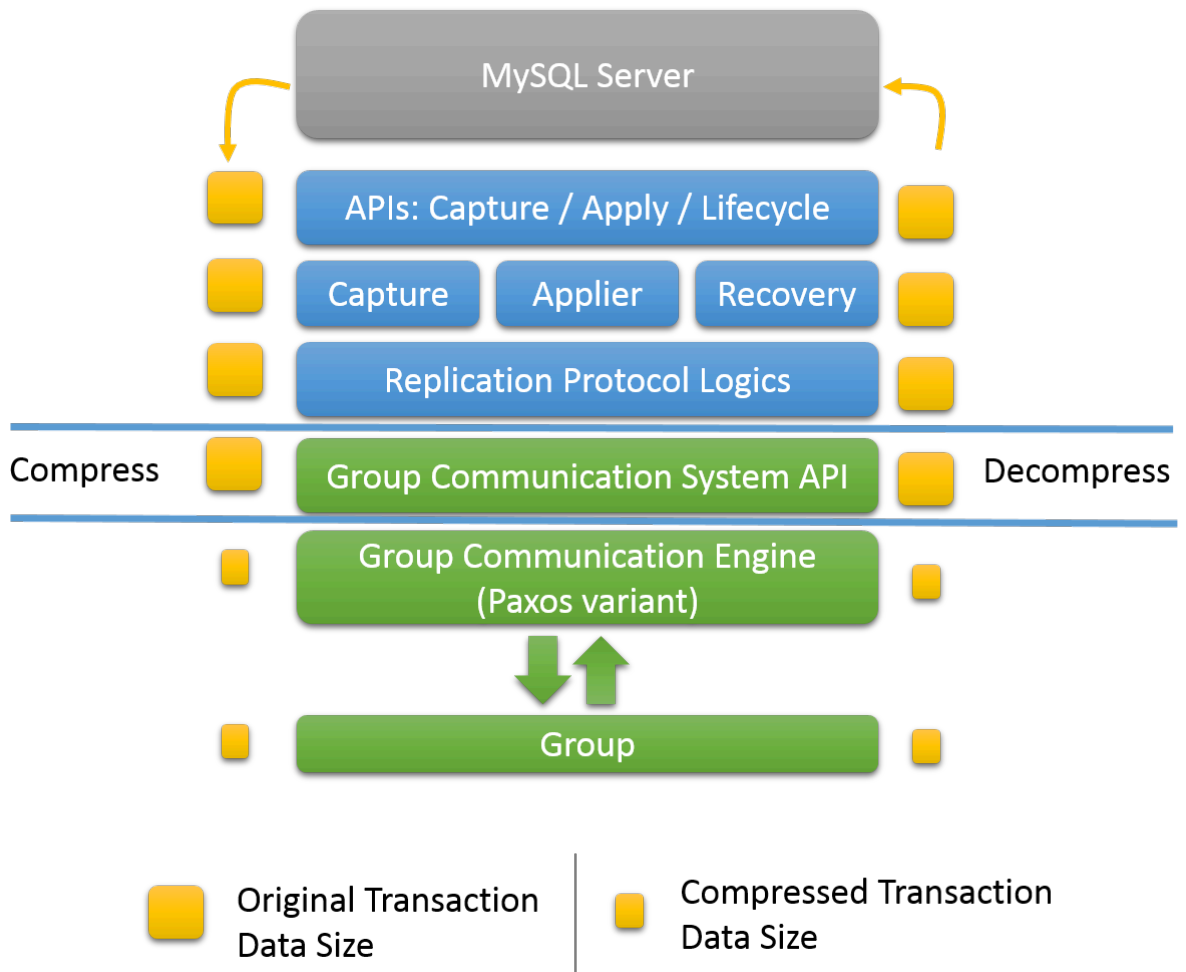 MySQL Server
APIs: Capture / Apply / Lifecycle
Capture
Applier
Recovery
Replication Protocol Logics
Compress
Group Communication System API
Decompress
Group Communication Engine
(Paxos variant)
Group
Original Transaction
Data Size
Compressed Transaction
Data Size